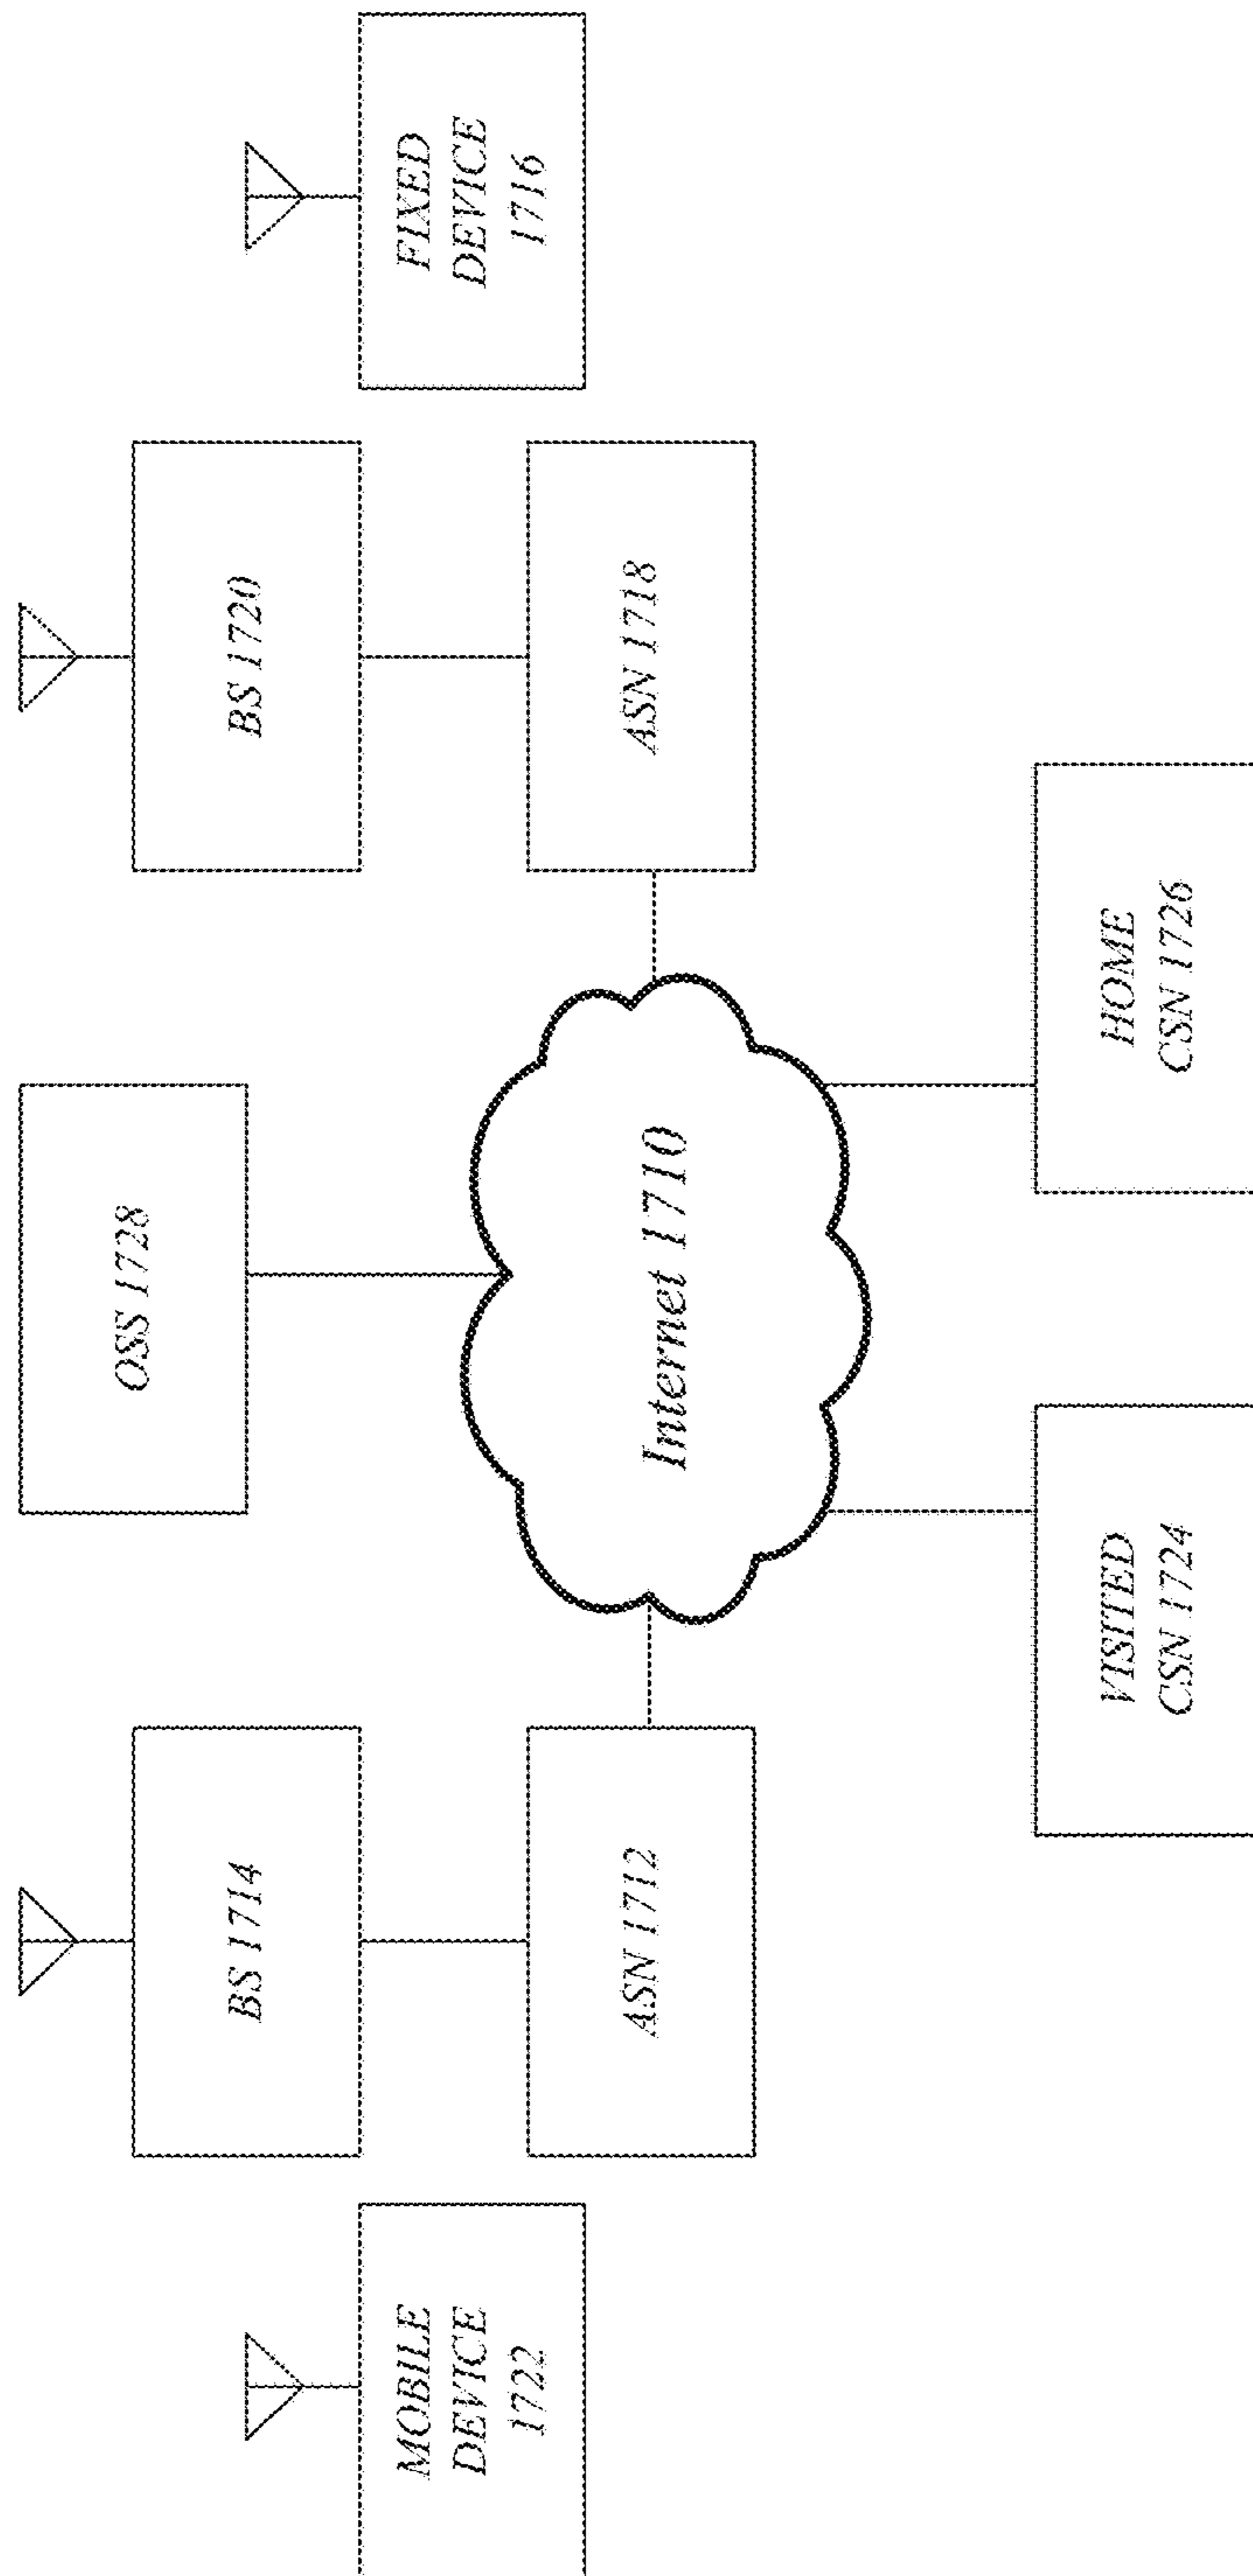 OSS 1728
BS 1714
BS 1720
MOBILE
DEVICE
1722
FIXED
DEVICE
1716
ASN 1712
Internet 1710
ASN 1718
VISITED
CSN 1724
HOME
CSN 1726